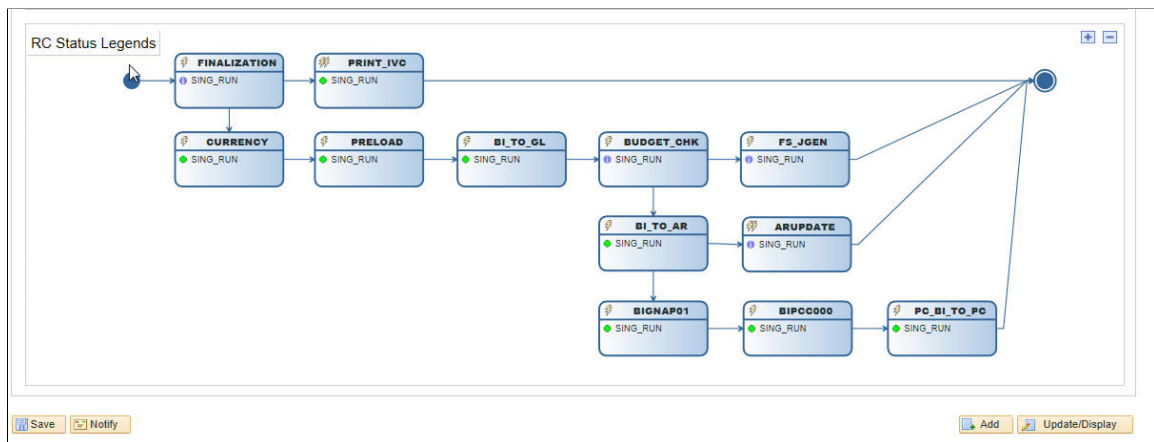 RC Status Legends
FINALIZATION
SING_RUN
PRINT_IVC
SING_RUN
CURRENCY
SING_RUN
PRELOAD
SING_RUN
BI_TO_GL
SING_RUN
BUDGET_CHK
SING_RUN
FS_JGEN
SING_RUN
BI_TO_AR
SING_RUN
ARUPDATE
SING_RUN
BIGNAP01
SING_RUN
BIPCC000
SING_RUN
PC_BI_TO_PC
SING_RUN
Save
Notify
Add
Update/Display